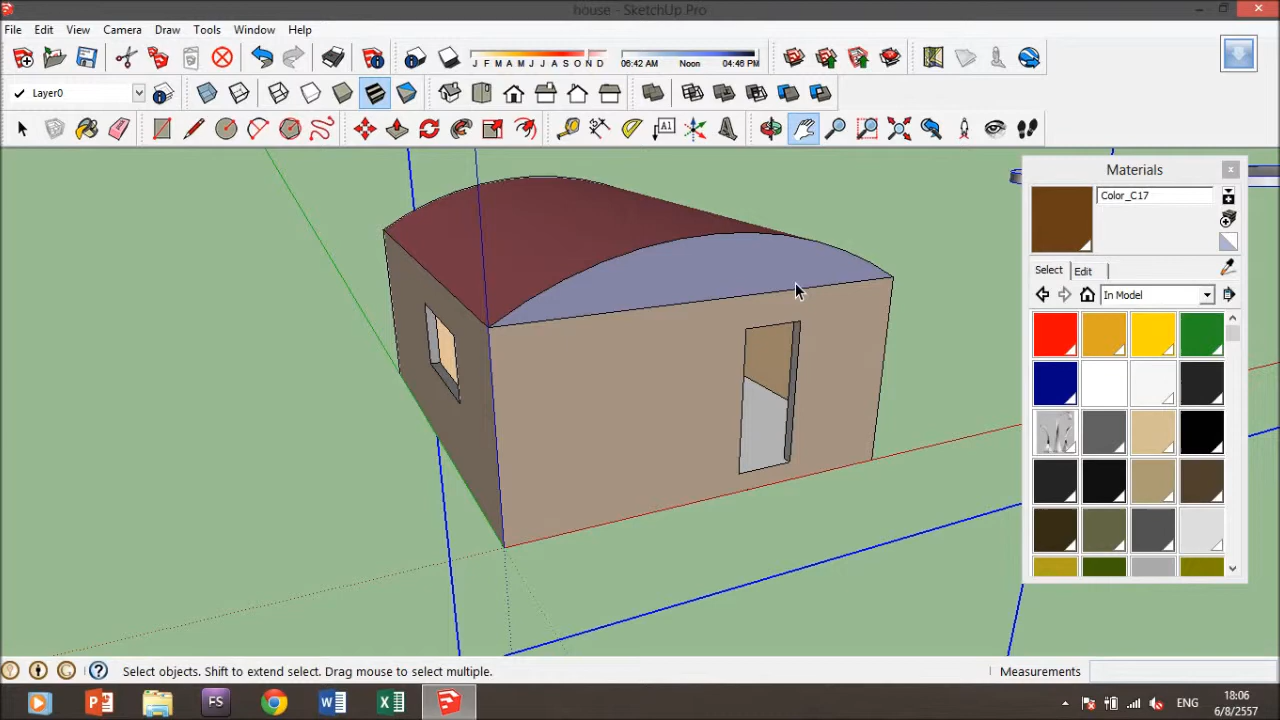 house - SketchUp Pro
File Edit View Camera Draw Tools Window Help
J F M A M J J A S O N D 06:42 AM Noon 04:46 PM
Layer0
A1
Materials
Color_C17
Select Edit
In Model
Select objects. Shift to extend select. Drag mouse to select multiple. Measurements
FS ENG 18:06
6/8/2557